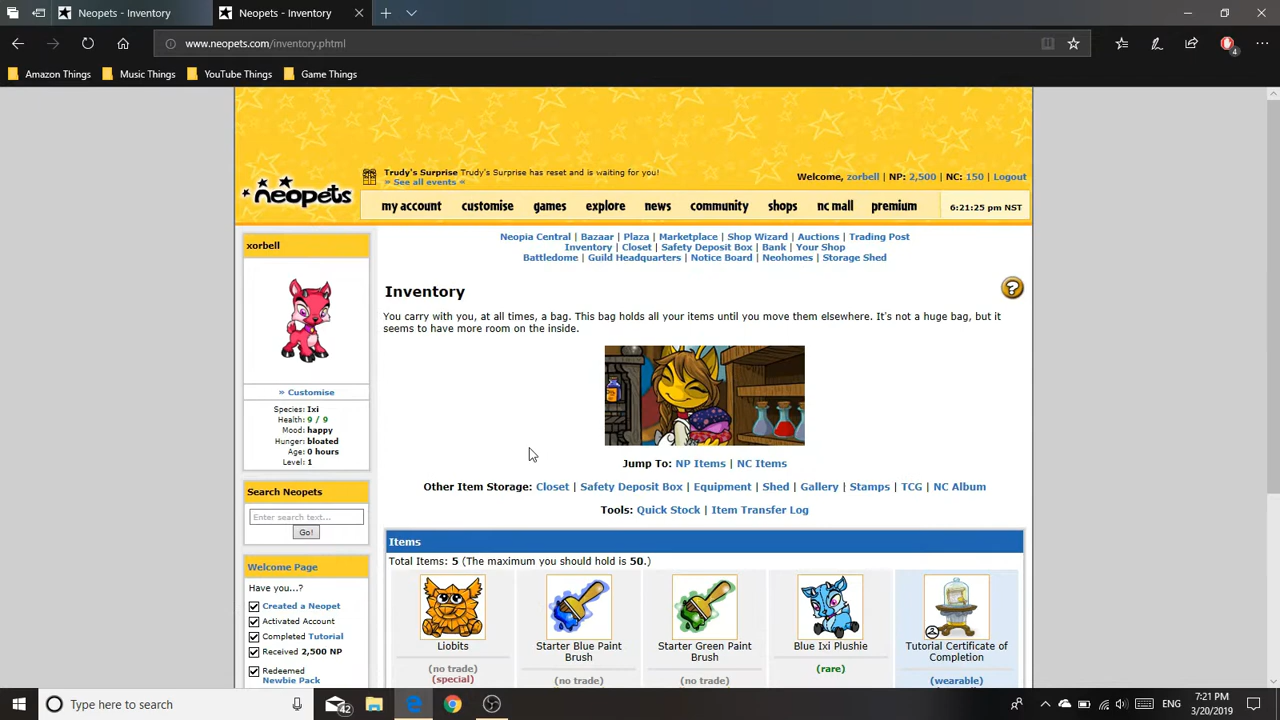 Neopets - Inventory
Neopets - Inventory
www.neopets.com/inventory.phtml
4
Amazon Things
Music Things
YouTube Things
Game Things
neopets
Trudy's Surprise Trudy's Surprise has reset and is waiting for you!
» See all events «
Welcome, zorbell | NP: 2,500 | NC: 150 | Logout
my account
customise
games
explore
news
community
shops
nc mall
premium
6:21:25 pm NST
Neopia Central | Bazaar | Plaza | Marketplace | Shop Wizard | Auctions | Trading Post
Inventory | Closet | Safety Deposit Box | Bank | Your Shop
Battledome | Guild Headquarters | Notice Board | Neohomes | Storage Shed
xorbell
» Customise
Species: Ixi
Health: 9 / 9
Mood: happy
Hunger: bloated
Age: 0 hours
Level: 1
Search Neopets
Enter search text...
Go!
Welcome Page
Have you...?
Created a Neopet
Activated Account
Completed Tutorial
Received 2,500 NP
Redeemed
Newbie Pack
Inventory
?
You carry with you, at all times, a bag. This bag holds all your items until you move them elsewhere. It's not a huge bag, but it
seems to have more room on the inside.
Jump To: NP Items | NC Items
Other Item Storage: Closet | Safety Deposit Box | Equipment | Shed | Gallery | Stamps | TCG | NC Album
Tools: Quick Stock | Item Transfer Log
Items
Total Items: 5 (The maximum you should hold is 50.)
Liobits
(no trade)
(special)
Starter Blue Paint
Brush
(no trade)
Starter Green Paint
Brush
(no trade)
Blue Ixi Plushie
(rare)
Tutorial Certificate of
Completion
(wearable)
Type here to search
42
ENG
7:21 PM
3/20/2019